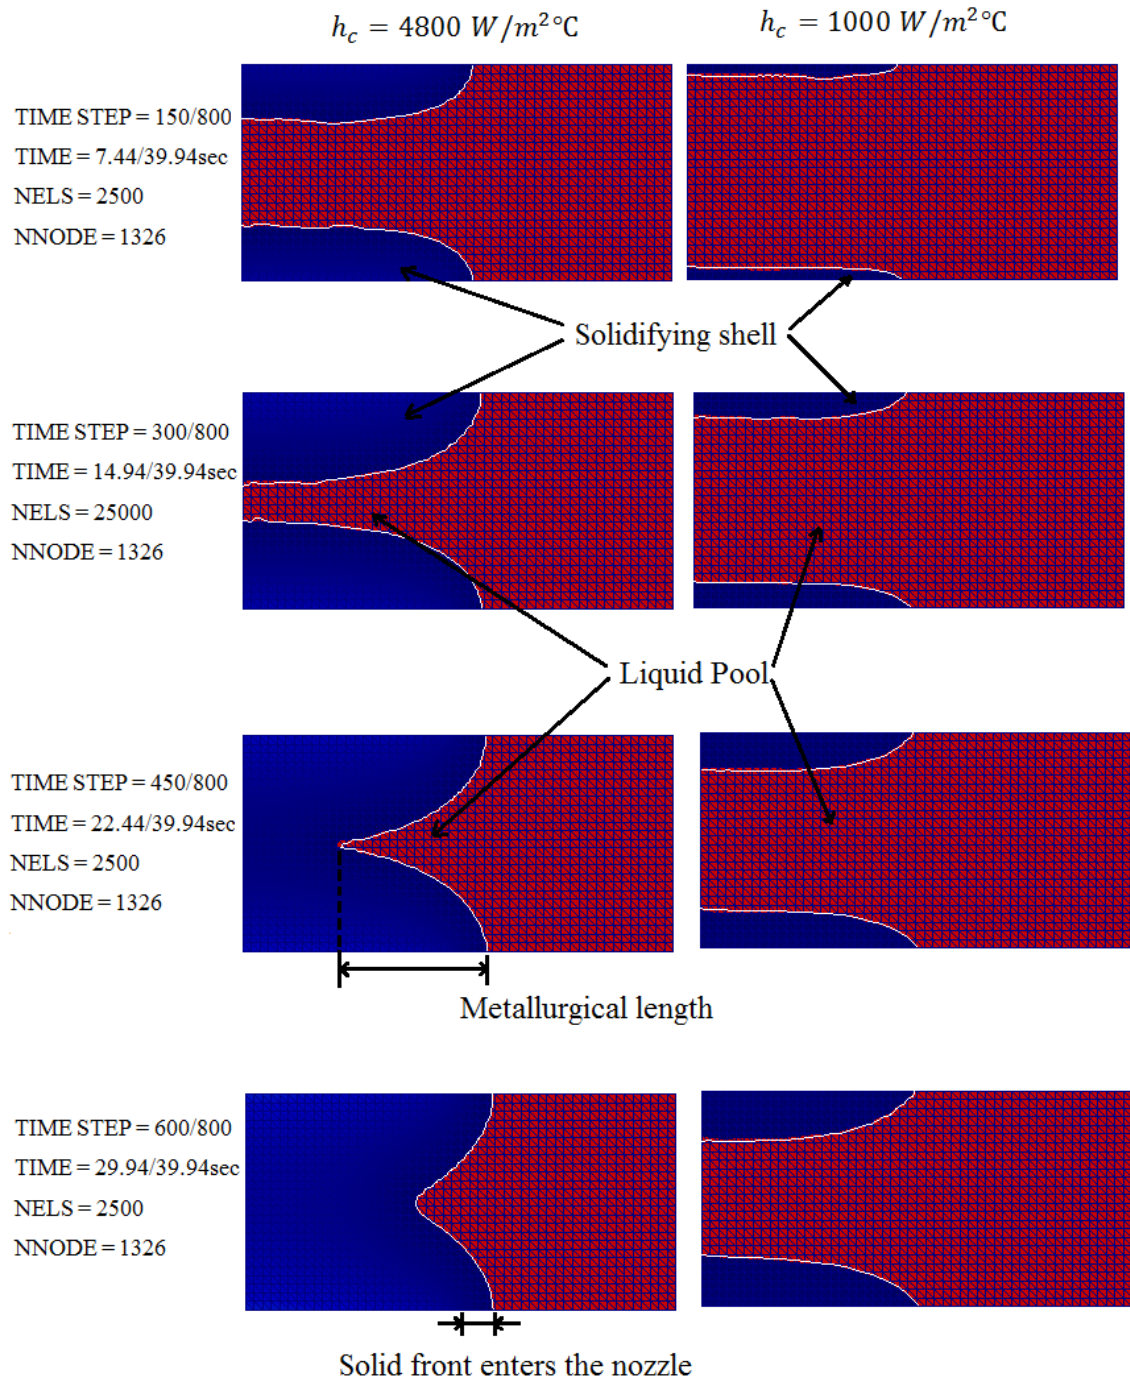 h_c = 4800 W/m²°C
h_c = 1000 W/m²°C
TIME STEP = 150/800
TIME = 7.44/39.94sec
NELS = 2500
NNODE = 1326
Solidifying shell
TIME STEP = 300/800
TIME = 14.94/39.94sec
NELS = 25000
NNODE = 1326
Liquid Pool
TIME STEP = 450/800
TIME = 22.44/39.94sec
NELS = 2500
NNODE = 1326
Metallurgical length
TIME STEP = 600/800
TIME = 29.94/39.94sec
NELS = 2500
NNODE = 1326
Solid front enters the nozzle